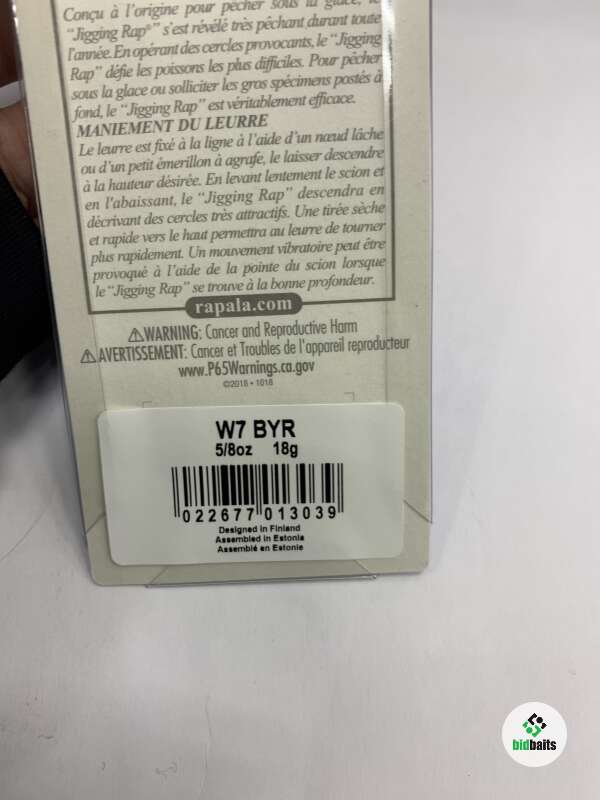 Conçu à l'origine pour pêcher sous la glace, le
"Jigging Rap®" s'est révélé très pêchant durant toute
l'année. En opérant des cercles provocants, le "Jigging
Rap" défie les poissons les plus difficiles. Pour pêcher
sous la glace ou solliciter les gros spécimens postés à
fond, le "Jigging Rap" est véritablement efficace.
MANIEMENT DU LEURRE
Le leurre est fixé à la ligne à l'aide d'un nœud lâche
ou d'un petit émerillon à agrafe, le laisser descendre
à la hauteur désirée. En levant lentement le scion et
en l'abaissant, le "Jigging Rap" descendra en
décrivant des cercles très attractifs. Une tirée sèche
et rapide vers le haut permettra au leurre de tourner
plus rapidement. Un mouvement vibratoire peut être
provoqué à l'aide de la pointe du scion lorsque
le "Jigging Rap" se trouve à la bonne profondeur.
rapala.com
⚠WARNING: Cancer and Reproductive Harm
⚠AVERTISSEMENT: Cancer et Troubles de l'appareil reproducteur
www.P65Warnings.ca.gov
©2018 • 1018
W7 BYR
5/8oz 18g
022677 013039
Designed in Finland
Assembled in Estonia
Assemblé en Estonie
bidbaits